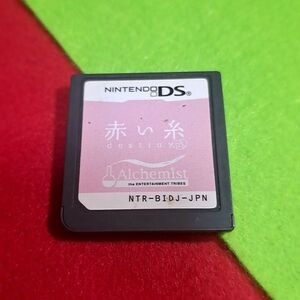 NINTENDO DS®
赤い糸
destiny
Alchemist
the ENTERTAINMENT TRIBES
NTR-BIDJ-JPN